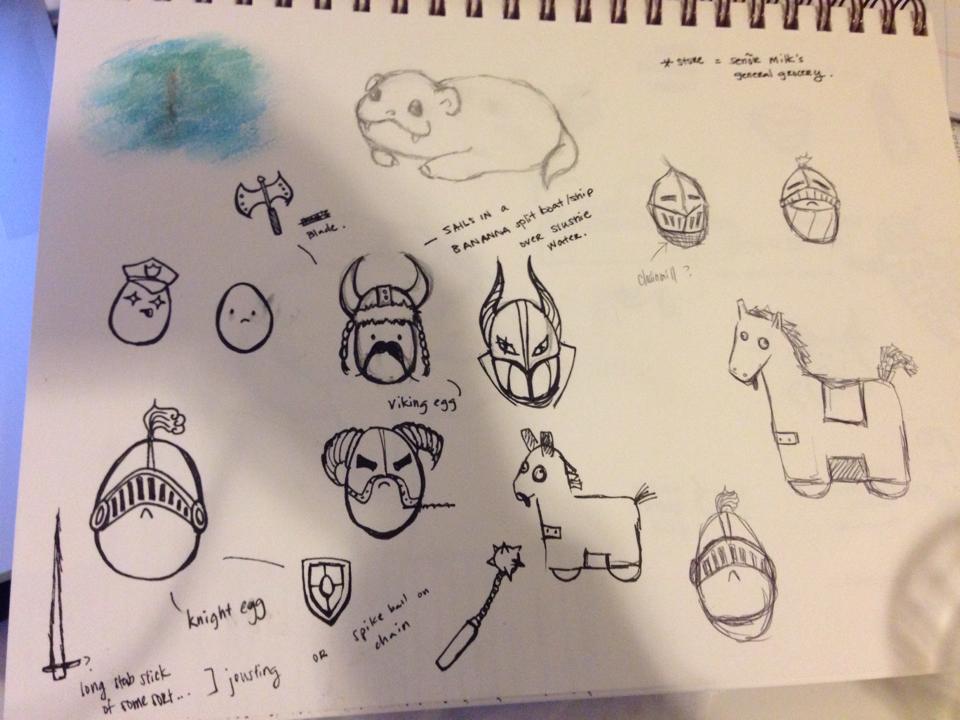 * store = señor milk's
general grocery.
Blade.
— SAILS IN A
BANANNA split boat/ship
over slushie
water.
chainmill?
viking egg
knight egg
?
long stab stick
of some sort...
] jousting
OR
spike ball on
chain